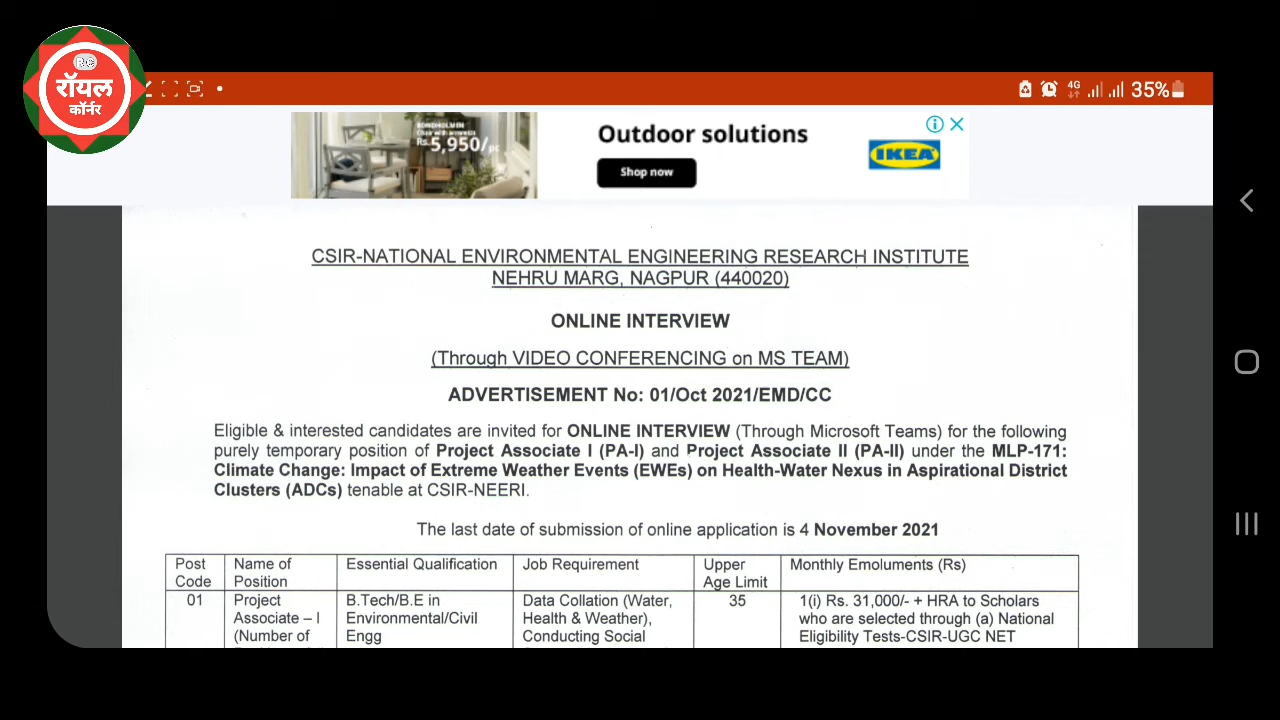 RC
रॉयल
कॉर्नर
4G
35%
BONDHOLMEN
Chair with armrests
Rs.5,950/pc
Outdoor solutions
Shop now
IKEA
CSIR-NATIONAL ENVIRONMENTAL ENGINEERING RESEARCH INSTITUTE
NEHRU MARG, NAGPUR (440020)
ONLINE INTERVIEW
(Through VIDEO CONFERENCING on MS TEAM)
ADVERTISEMENT No: 01/Oct 2021/EMD/CC
Eligible & interested candidates are invited for ONLINE INTERVIEW (Through Microsoft Teams) for the following
purely temporary position of Project Associate I (PA-I) and Project Associate II (PA-II) under the MLP-171:
Climate Change: Impact of Extreme Weather Events (EWEs) on Health-Water Nexus in Aspirational District
Clusters (ADCs) tenable at CSIR-NEERI.
The last date of submission of online application is 4 November 2021
Post Code
Name of Position
Essential Qualification
Job Requirement
Upper Age Limit
Monthly Emoluments (Rs)
01
Project
Associate – I
(Number of
B.Tech/B.E in
Environmental/Civil
Engg
Data Collation (Water,
Health & Weather),
Conducting Social
35
1(i) Rs. 31,000/- + HRA to Scholars
who are selected through (a) National
Eligibility Tests-CSIR-UGC NET